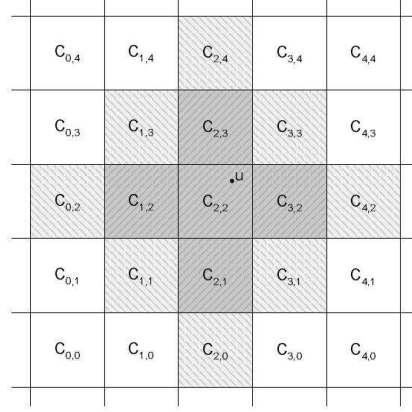 C0,4 C1,4 C2,4 C3,4 C4,4
C0,3 C1,3 C2,3 C3,3 C4,3
u
C0,2 C1,2 C2,2 C3,2 C4,2
C0,1 C1,1 C2,1 C3,1 C4,1
C0,0 C1,0 C2,0 C3,0 C4,0